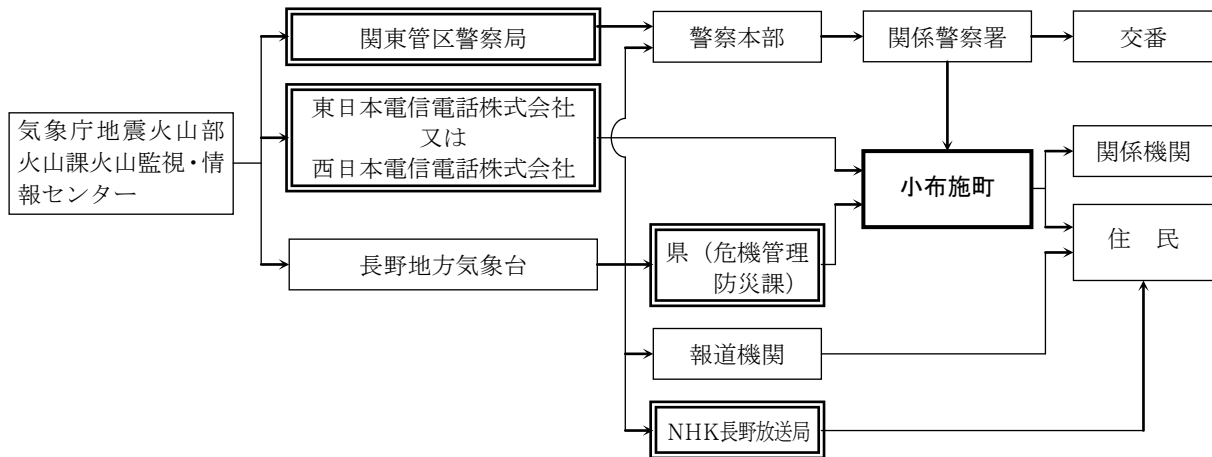 関東管区警察局
警察本部
関係警察署
交番
東日本電信電話株式会社
又は
西日本電信電話株式会社
気象庁地震火山部
火山課火山監視・情
報センター
関係機関
小布施町
住　民
長野地方気象台
県（危機管理
防災課）
報道機関
NHK長野放送局